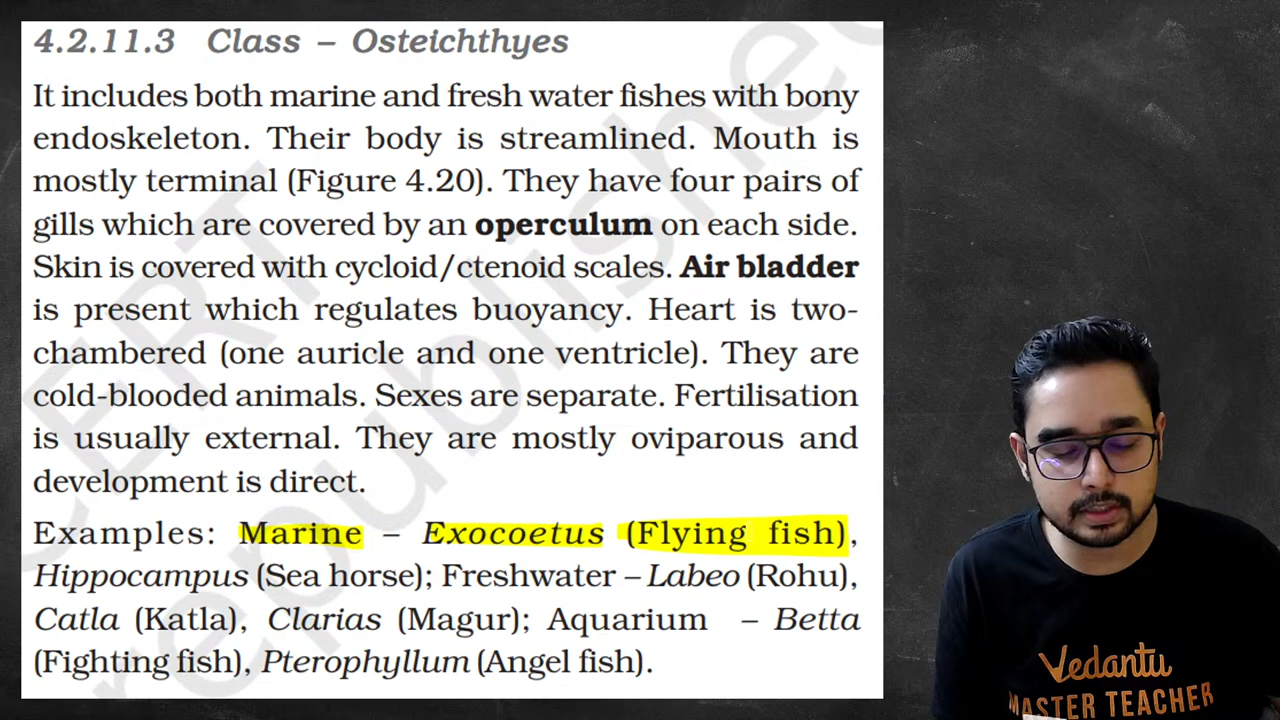 4.2.11.3 Class – Osteichthyes
It includes both marine and fresh water fishes with bony
endoskeleton. Their body is streamlined. Mouth is
mostly terminal (Figure 4.20). They have four pairs of
gills which are covered by an operculum on each side.
Skin is covered with cycloid/ctenoid scales. Air bladder
is present which regulates buoyancy. Heart is two-
chambered (one auricle and one ventricle). They are
cold-blooded animals. Sexes are separate. Fertilisation
is usually external. They are mostly oviparous and
development is direct.
Examples: Marine – Exocoetus (Flying fish),
Hippocampus (Sea horse); Freshwater – Labeo (Rohu),
Catla (Katla), Clarias (Magur); Aquarium – Betta
(Fighting fish), Pterophyllum (Angel fish).
Vedantu
MASTER TEACHER